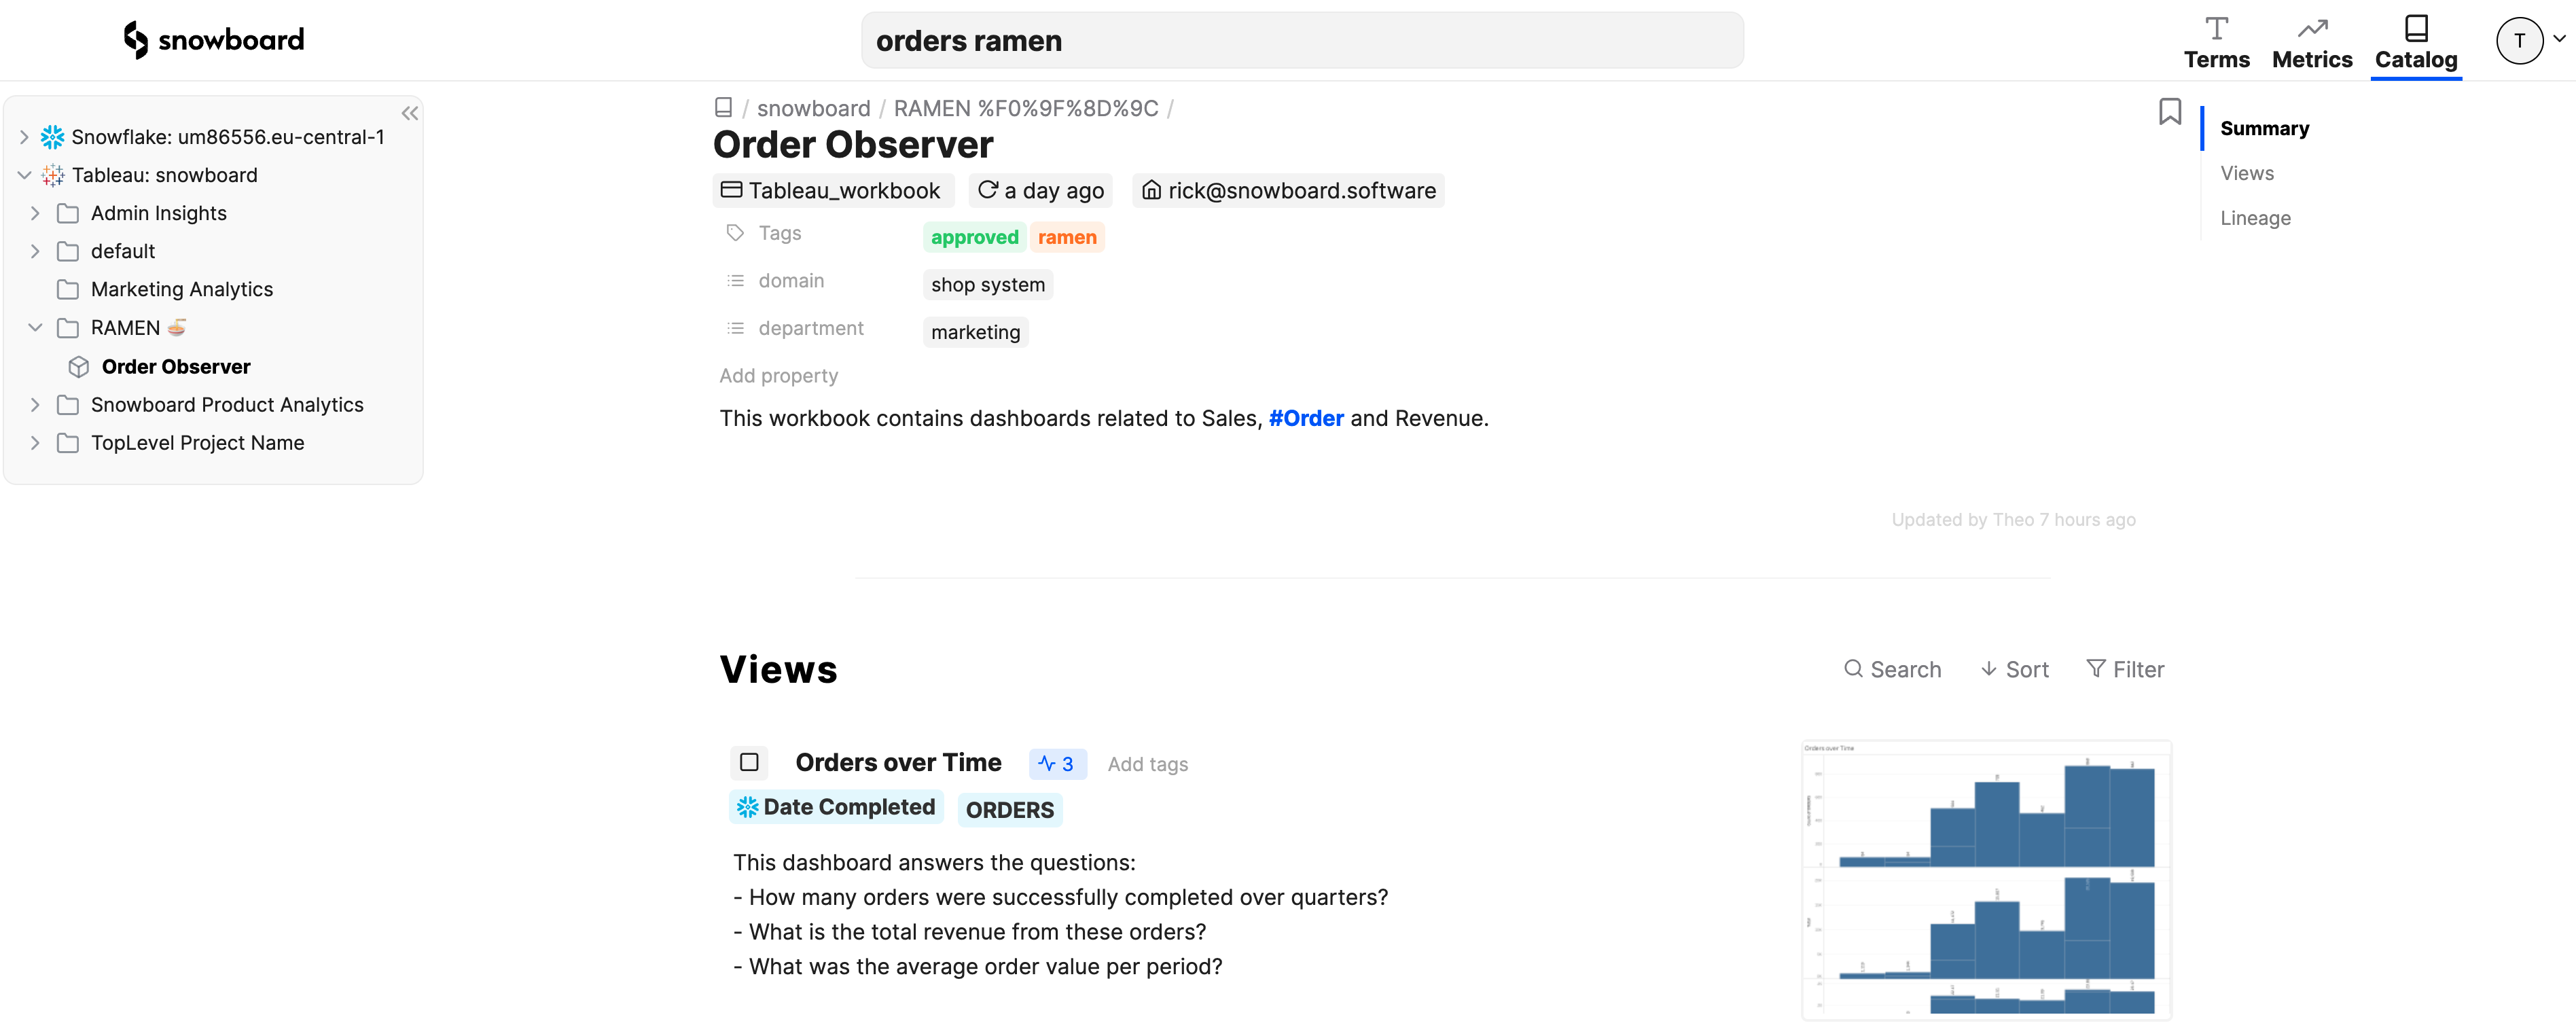 snowboard
orders ramen
Terms Metrics Catalog T
Snowflake: um86556.eu-central-1
Tableau: snowboard
Admin Insights
default
Marketing Analytics
RAMEN 🍜
Order Observer
Snowboard Product Analytics
TopLevel Project Name
/ snowboard / RAMEN %F0%9F%8D%9C /
Order Observer
Tableau_workbook a day ago rick@snowboard.software
Tags approved ramen
domain shop system
department marketing
Add property
This workbook contains dashboards related to Sales, #Order and Revenue.
Updated by Theo 7 hours ago
Summary
Views
Lineage
Views
Search Sort Filter
Orders over Time 3 Add tags
Date Completed ORDERS
This dashboard answers the questions:
- How many orders were successfully completed over quarters?
- What is the total revenue from these orders?
- What was the average order value per period?
Orders over Time